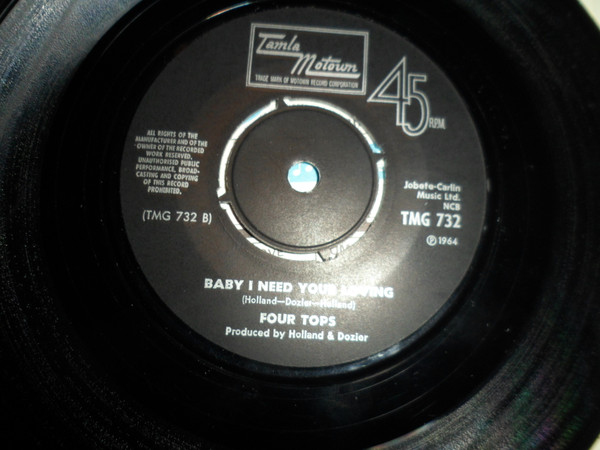 Tamla
Motown
TRADE MARK OF MOTOWN RECORD CORPORATION
45 RPM
ALL RIGHTS OF THE
MANUFACTURER AND OF THE
OWNER OF THE RECORDED
WORK RESERVED.
UNAUTHORISED PUBLIC
PERFORMANCE, BROAD-
CASTING AND COPYING
OF THIS RECORD
PROHIBITED.
(TMG 732 B)
Jobete-Carlin
Music Ltd.
NCB
TMG 732
℗ 1964
BABY I NEED YOUR LOVING
(Holland—Dozier—Holland)
FOUR TOPS
Produced by Holland & Dozier